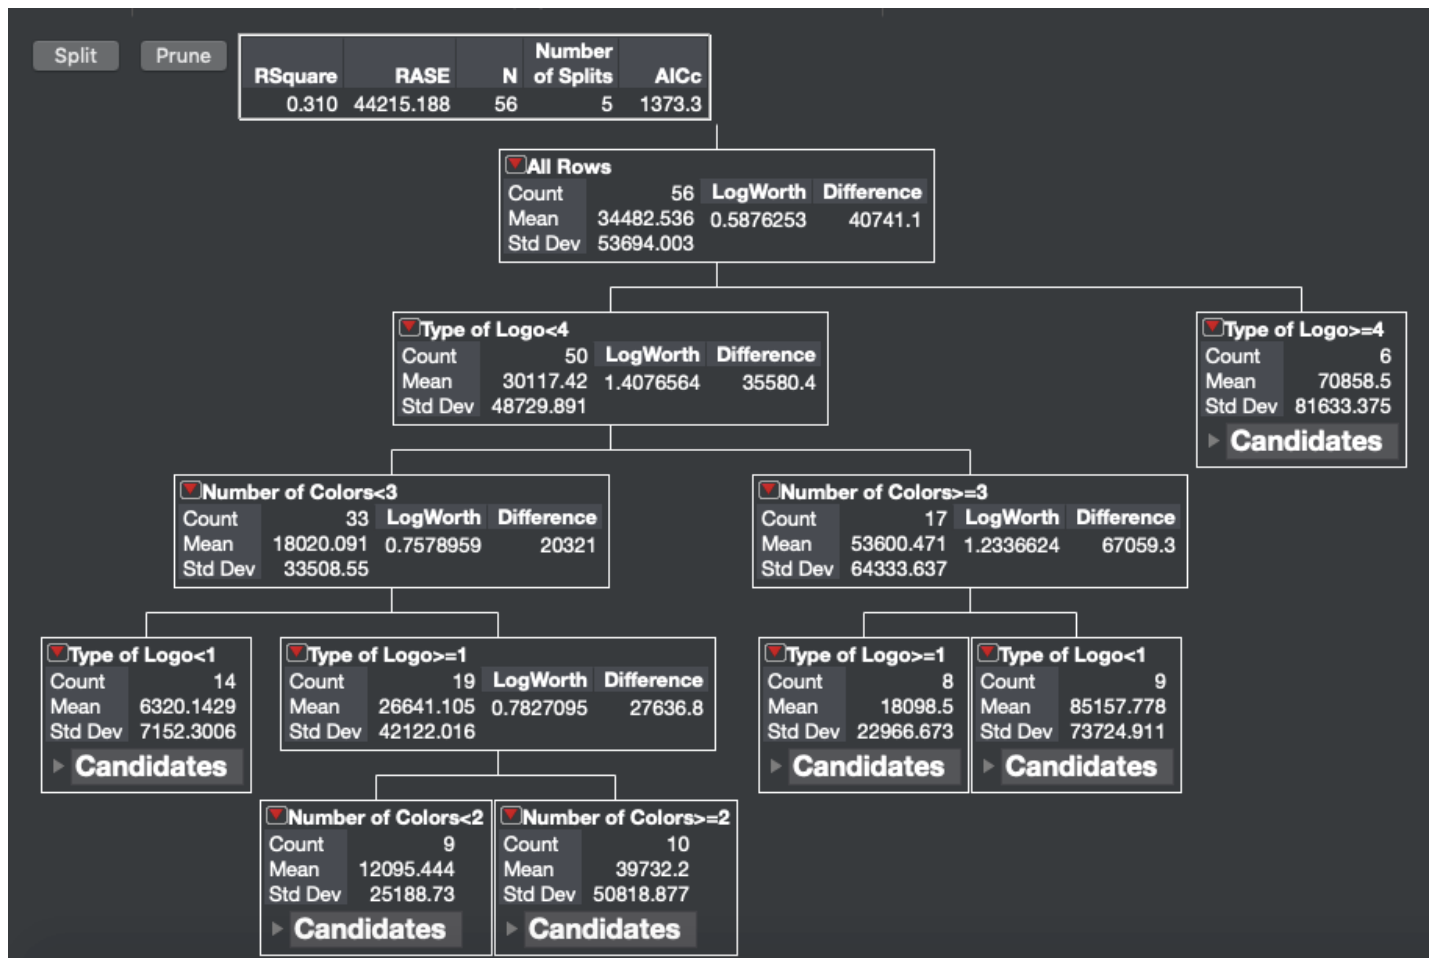 Split
Prune
RSquare RASE N Number of Splits AICc
0.310 44215.188 56 5 1373.3
All Rows
Count 56 LogWorth Difference
Mean 34482.536 0.5876253 40741.1
Std Dev 53694.003
Type of Logo<4
Count 50 LogWorth Difference
Mean 30117.42 1.4076564 35580.4
Std Dev 48729.891
Type of Logo>=4
Count 6
Mean 70858.5
Std Dev 81633.375
Candidates
Number of Colors<3
Count 33 LogWorth Difference
Mean 18020.091 0.7578959 20321
Std Dev 33508.55
Number of Colors>=3
Count 17 LogWorth Difference
Mean 53600.471 1.2336624 67059.3
Std Dev 64333.637
Type of Logo<1
Count 14
Mean 6320.1429
Std Dev 7152.3006
Candidates
Type of Logo>=1
Count 19 LogWorth Difference
Mean 26641.105 0.7827095 27636.8
Std Dev 42122.016
Type of Logo>=1
Count 8
Mean 18098.5
Std Dev 22966.673
Candidates
Type of Logo<1
Count 9
Mean 85157.778
Std Dev 73724.911
Candidates
Number of Colors<2
Count 9
Mean 12095.444
Std Dev 25188.73
Candidates
Number of Colors>=2
Count 10
Mean 39732.2
Std Dev 50818.877
Candidates